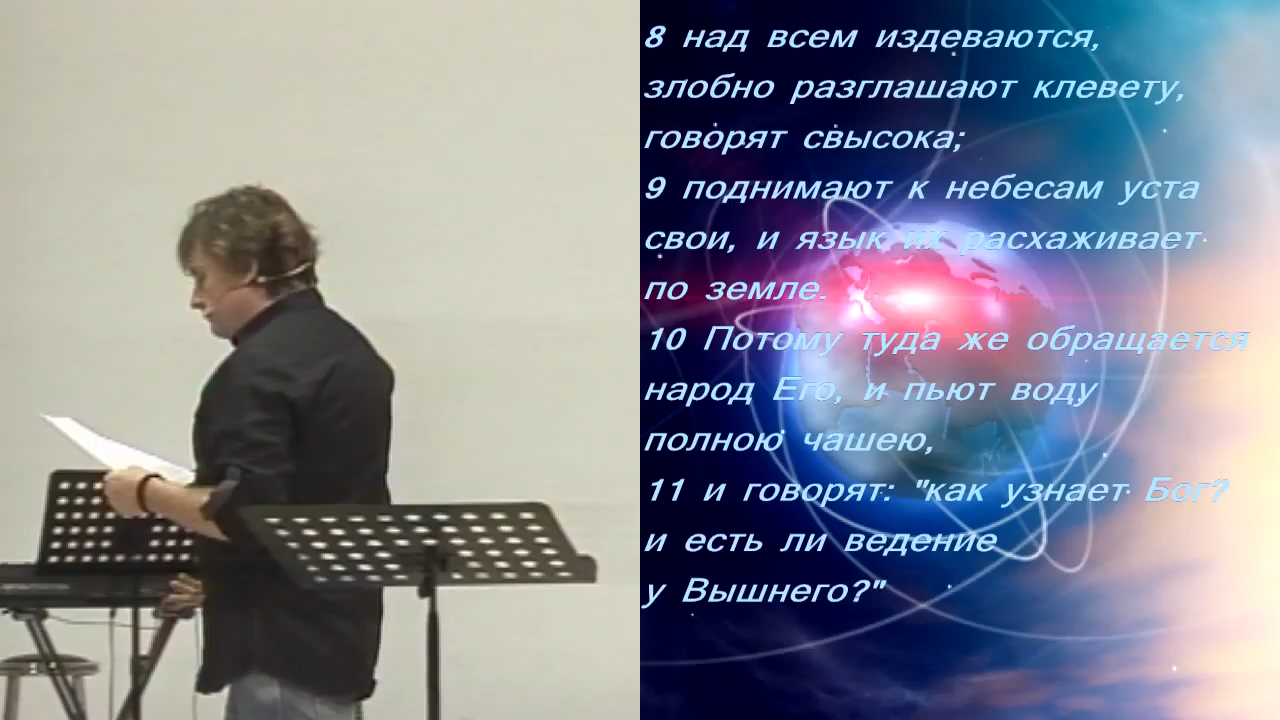 8 над всем издеваются,
злобно разглашают клевету,
говорят свысока;
9 поднимают к небесам уста
свои, и язык их расхаживает
по земле.
10 Потому туда же обращается
народ Его, и пьют воду
полною чашею,
11 и говорят: "как узнает Бог?
и есть ли ведение
у Вышнего?"